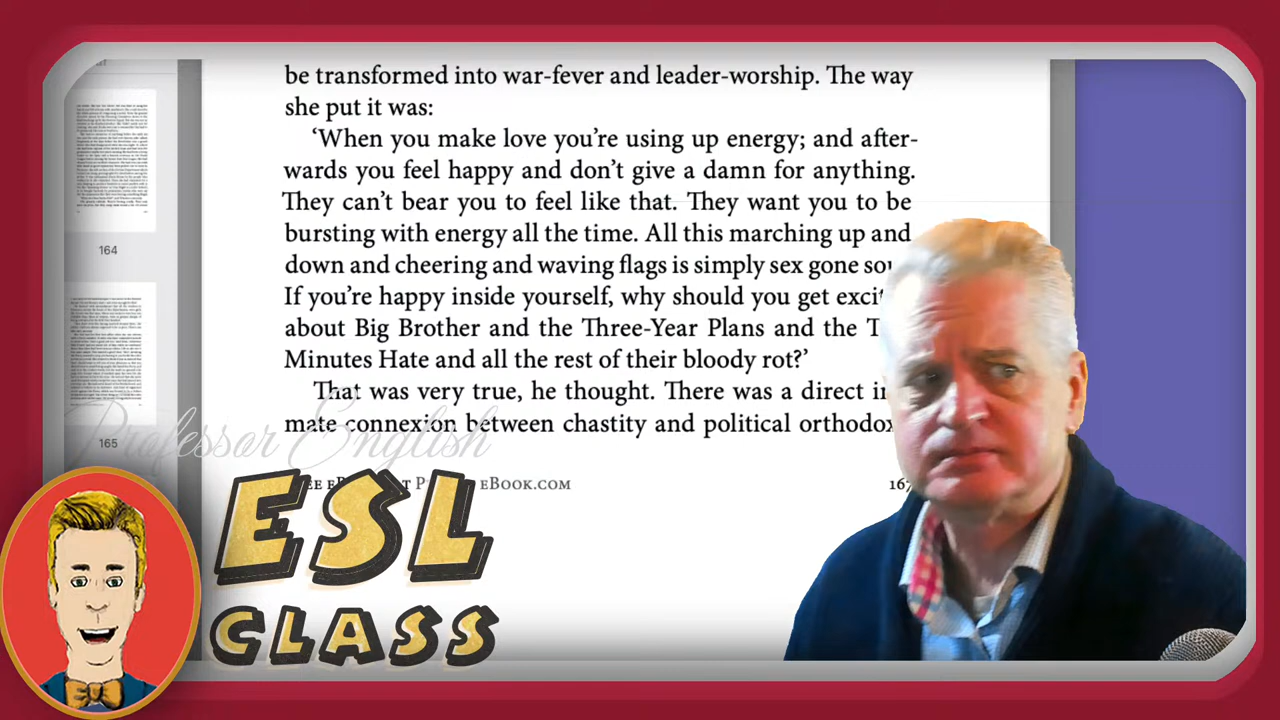 be transformed into war-fever and leader-worship. The way
she put it was:
‘When you make love you’re using up energy; and after-
wards you feel happy and don’t give a damn for anything.
They can’t bear you to feel like that. They want you to be
bursting with energy all the time. All this marching up and
down and cheering and waving flags is simply sex gone
If you’re happy inside yourself, why should you get
about Big Brother and the Three-Year Plans and the
Minutes Hate and all the rest of their bloody rot?’
That was very true, he thought. There was a direct
mate connexion between chastity and political
164
165
Professor English
eBook.com
ESL
CLASS